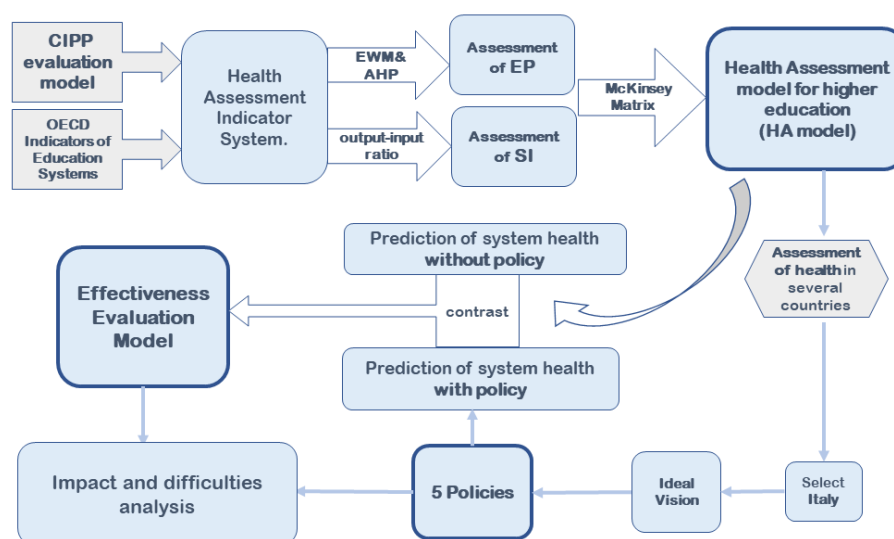 CIPP
evaluation
model
OECD
Indicators of
Education
Systems
Health
Assessment
Indicator
System.
EWM&
AHP
output-input
ratio
Assessment
of EP
Assessment
of SI
McKinsey
Matrix
Health Assessment
model for higher
education
(HA model)
Assessment
of health in
several
countries
Select
Italy
Ideal
Vision
5 Policies
Prediction of system health
without policy
contrast
Prediction of system health
with policy
Effectiveness
Evaluation
Model
Impact and difficulties
analysis